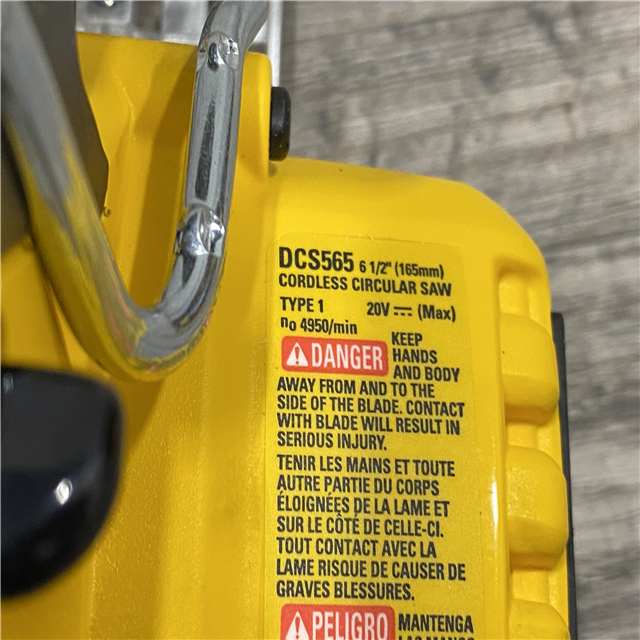 DCS565 6 1/2" (165mm)
CORDLESS CIRCULAR SAW
TYPE 1 20V ⎓ (Max)
n0 4950/min
DANGER KEEP
HANDS
AND BODY
AWAY FROM AND TO THE
SIDE OF THE BLADE. CONTACT
WITH BLADE WILL RESULT IN
SERIOUS INJURY.
TENIR LES MAINS ET TOUTE
AUTRE PARTIE DU CORPS
ÉLOIGNÉES DE LA LAME ET
SUR LE CÔTÉ DE CELLE-CI.
TOUT CONTACT AVEC LA
LAME RISQUE DE CAUSER DE
GRAVES BLESSURES.
PELIGRO MANTENGA
LAS MANOS